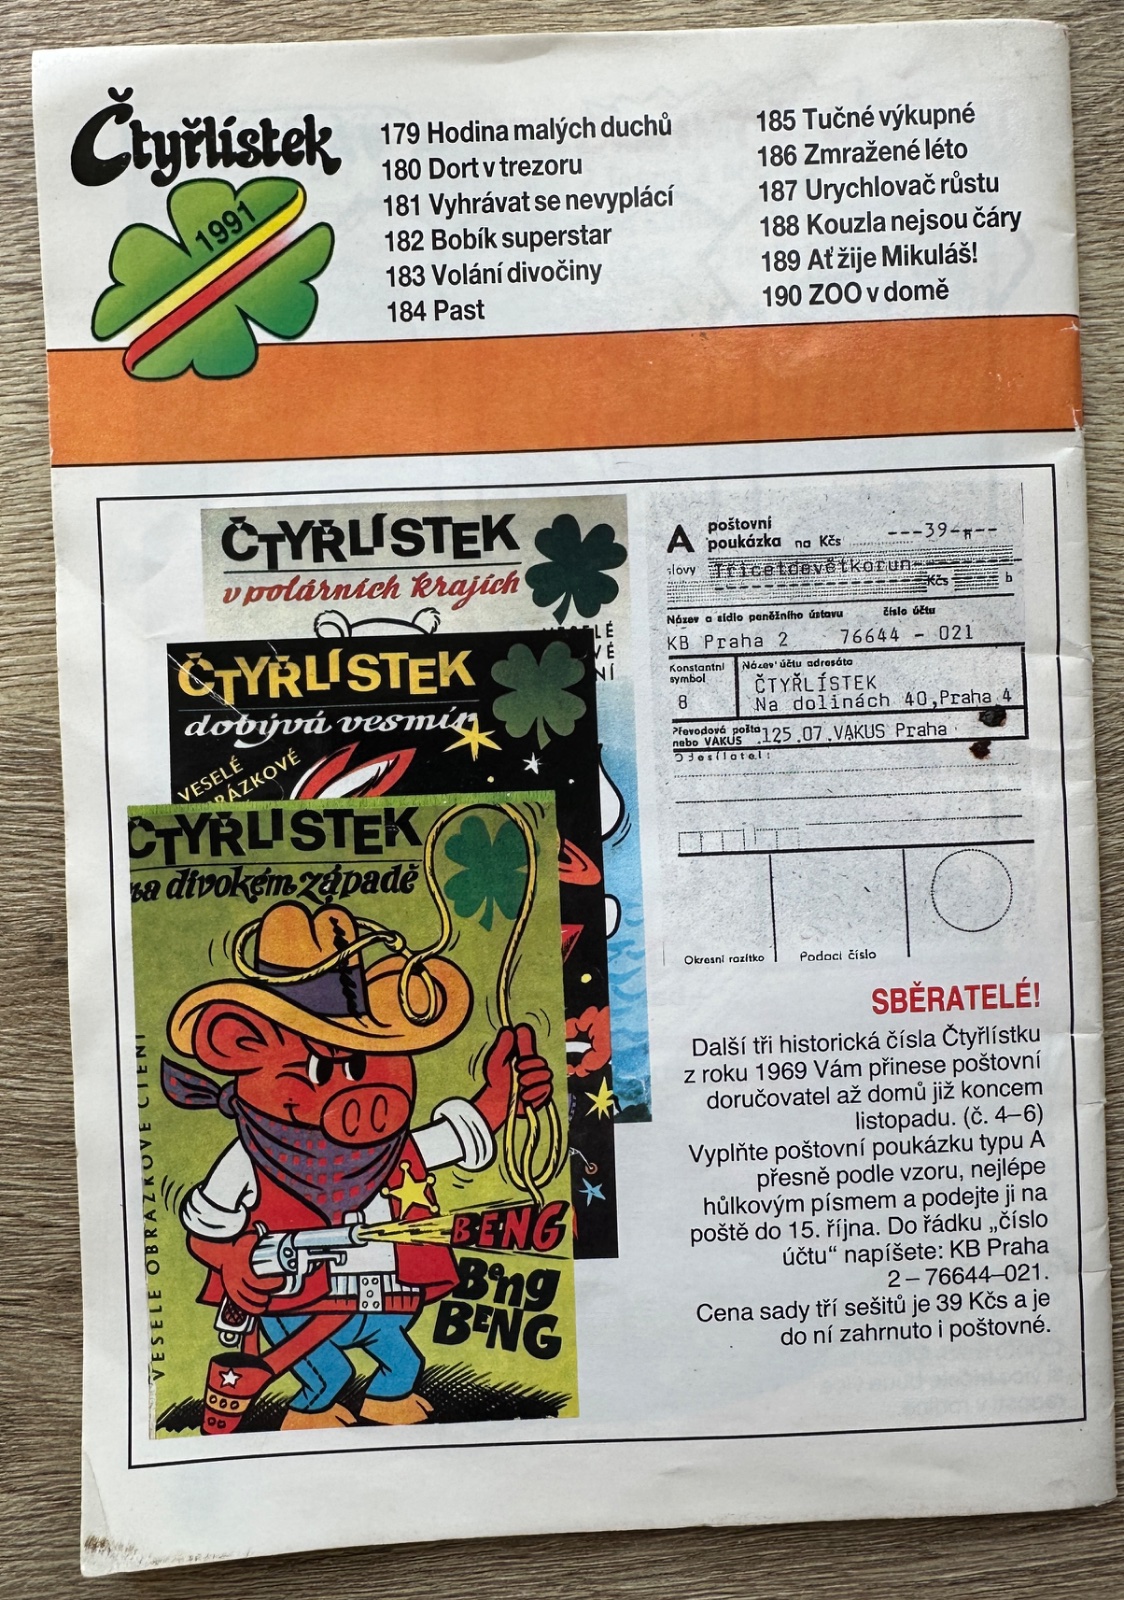 Čtyřlístek
1991
179 Hodina malých duchů
180 Dort v trezoru
181 Vyhrávat se nevyplácí
182 Bobík superstar
183 Volání divočiny
184 Past
185 Tučné výkupné
186 Zmražené léto
187 Urychlovač růstu
188 Kouzla nejsou čáry
189 Ať žije Mikuláš!
190 ZOO v domě
ČTYŘLÍSTEK
v polárních krajích
ČTYŘLÍSTEK
dobývá vesmír
VESELÉ
ČTYŘLÍSTEK
na divokém západě
VESELÉ OBRÁZKOVÉ ČTENÍ
BENG
BENG
BENG
A poštovní
poukázka na Kčs ---39-н---
slovy Třicetdevětkorun
Kčs b
Název a sídlo peněžního ústavu číslo účtu
KB Praha 2 76644 - 021
Konstantní
symbol
8
Název účtu adresáta
ČTYŘLÍSTEK
Na dolinách 40,Praha 4
Převodová pošta
nebo VAKUS 125.07.VAKUS Praha
Odesílatel:
Okresní razítko Podací číslo
SBĚRATELÉ!
Další tři historická čísla Čtyřlístku
z roku 1969 Vám přinese poštovní
doručovatel až domů již koncem
listopadu. (č. 4–6)
Vyplňte poštovní poukázku typu A
přesně podle vzoru, nejlépe
hůlkovým písmem a podejte ji na
poště do 15. října. Do řádku „číslo
účtu“ napíšete: KB Praha
2 – 76644–021.
Cena sady tří sešitů je 39 Kčs a je
do ní zahrnuto i poštovné.